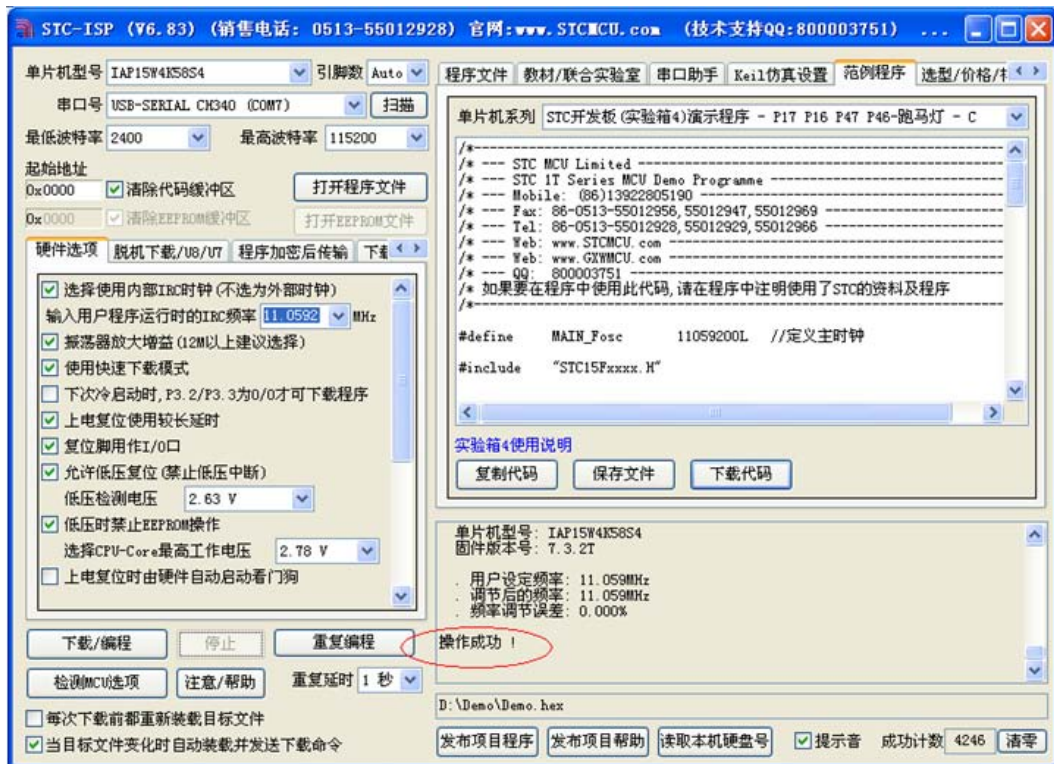 STC-ISP (V6.83) (销售电话: 0513-55012928) 官网:www.STCMCU.com (技术支持QQ:800003751) ...
单片机型号 IAP15W4K58S4 引脚数 Auto
串口号 USB-SERIAL CH340 (COM7) 扫描
最低波特率 2400 最高波特率 115200
起始地址
0x0000 清除代码缓冲区 打开程序文件
0x0000 清除EEPROM缓冲区 打开EEPROM文件
硬件选项 脱机下载/U8/U7 程序加密后传输
选择使用内部IRC时钟(不选为外部时钟)
输入用户程序运行时的IRC频率 11.0592 MHz
振荡器放大增益(12M以上建议选择)
使用快速下载模式
下次冷启动时,P3.2/P3.3为0/0才可下载程序
上电复位使用较长延时
复位脚用作I/O口
允许低压复位(禁止低压中断)
低压检测电压 2.63 V
低压时禁止EEPROM操作
选择CPU-Core最高工作电压 2.78 V
上电复位时由硬件自动启动看门狗
下载/编程 停止 重复编程
检测MCU选项 注意/帮助 重复延时 1 秒
每次下载前都重新装载目标文件
当目标文件变化时自动装载并发送下载命令
程序文件 教材/联合实验室 串口助手 Keil仿真设置 范例程序 选型/价格/
单片机系列 STC开发板(实验箱4)演示程序 - P17 P16 P47 P46-跑马灯 - C
/*---------------------------------------------------------------------
/* --- STC MCU Limited ------------------------------------------------
/* --- STC 1T Series MCU Demo Programme -------------------------------
/* --- Mobile: (86)13922805190 ----------------------------------------
/* --- Fax: 86-0513-55012956,55012947,55012969 ------------------------
/* --- Tel: 86-0513-55012928,55012929,55012966 ------------------------
/* --- Web: www.STCMCU.com --------------------------------------------
/* --- Web: www.GXWMCU.com --------------------------------------------
/* --- QQ: 800003751 -------------------------------------------------
/* 如果要在程序中使用此代码,请在程序中注明使用了STC的资料及程序
/*---------------------------------------------------------------------
#define MAIN_Fosc 11059200L //定义主时钟
#include "STC15Fxxxx.H"
实验箱4使用说明
复制代码 保存文件 下载代码
单片机型号: IAP15W4K58S4
固件版本号: 7.3.2T
. 用户设定频率: 11.059MHz
. 调节后的频率: 11.059MHz
. 频率调节误差: 0.000%
操作成功 !
D:\Demo\Demo.hex
发布项目程序 发布项目帮助 读取本机硬盘号 提示音 成功计数 4246 清零